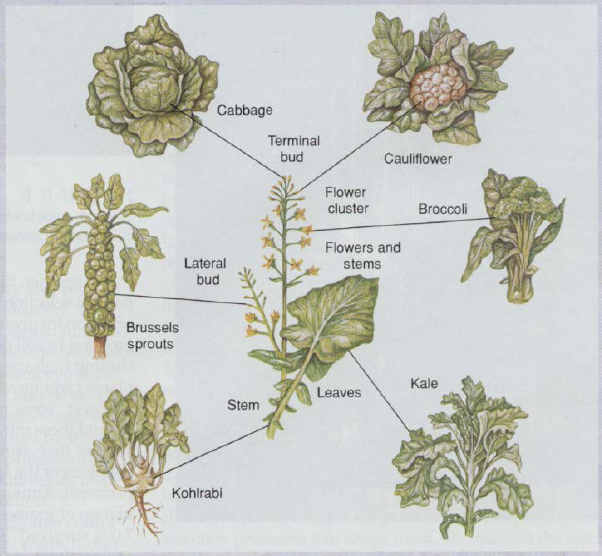 Cabbage
Terminal
bud
Cauliflower
Flower
cluster
Broccoli
Flowers and
stems
Lateral
bud
Brussels
sprouts
Leaves
Kale
Stem
Kohlrabi